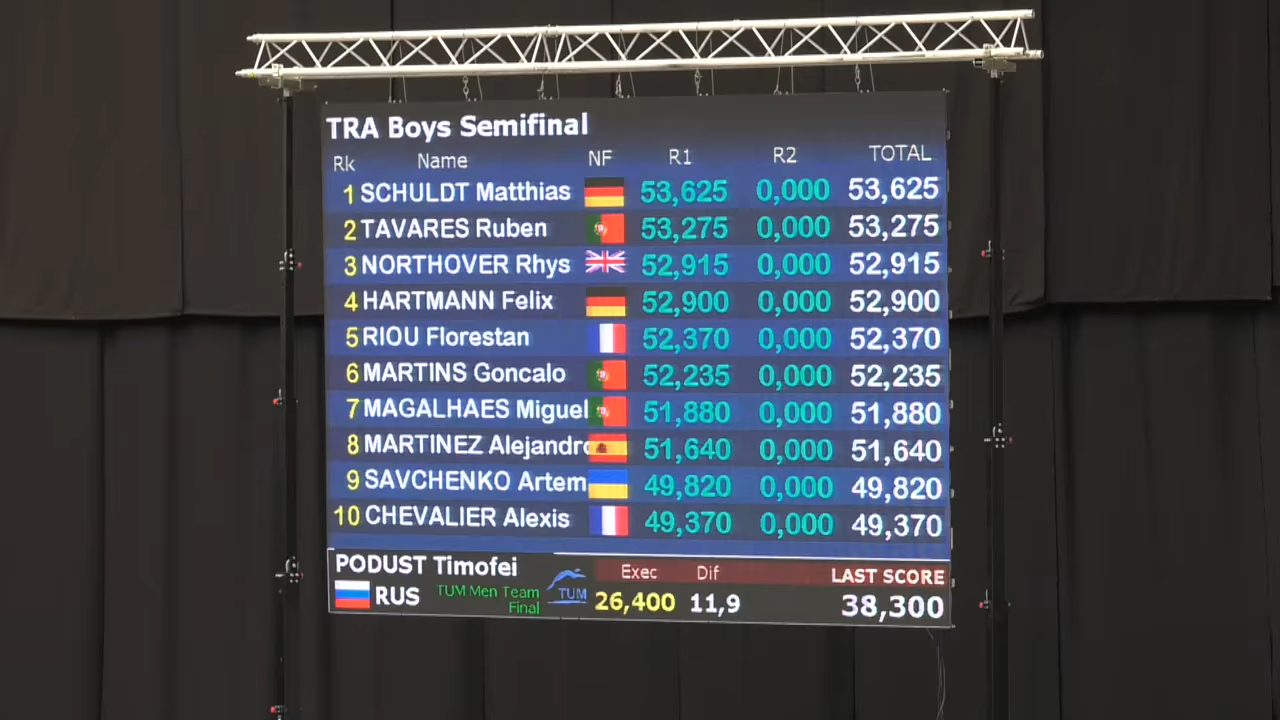 TRA Boys Semifinal
Rk Name NF R1 R2 TOTAL
1 SCHULDT Matthias 53,625 0,000 53,625
2 TAVARES Ruben 53,275 0,000 53,275
3 NORTHOVER Rhys 52,915 0,000 52,915
4 HARTMANN Felix 52,900 0,000 52,900
5 RIOU Florestan 52,370 0,000 52,370
6 MARTINS Goncalo 52,235 0,000 52,235
7 MAGALHAES Miguel 51,880 0,000 51,880
8 MARTINEZ Alejandro 51,640 0,000 51,640
9 SAVCHENKO Artem 49,820 0,000 49,820
10 CHEVALIER Alexis 49,370 0,000 49,370
PODUST Timofei Exec Dif LAST SCORE
RUS TUM Men Team Final TUM 26,400 11,9 38,300